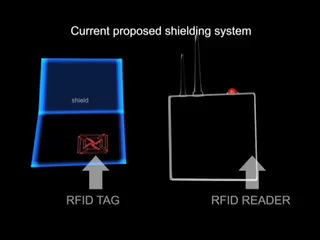 Current proposed shielding system
shield
RFID TAG
RFID READER